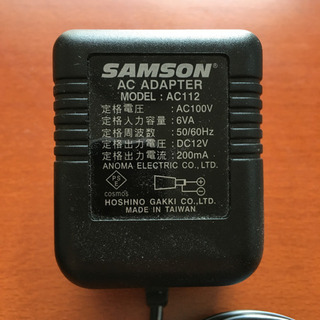 SAMSON®
AC ADAPTER
MODEL : AC112
定格電圧 : AC100V
定格入力容量 : 6VA
定格周波数 : 50/60Hz
定格出力電圧 : DC12V
定格出力電流 : 200mA
ANOMA ELECTRIC CO., LTD.
PSE
cosmos
HOSHINO GAKKI CO.,LTD.
MADE IN TAIWAN